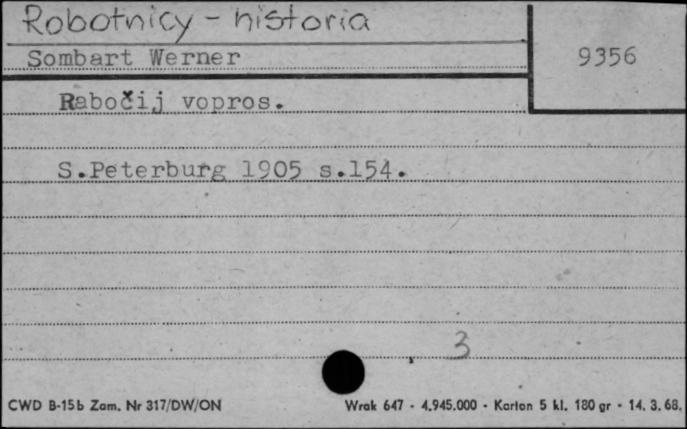 Robotnicy - historia
Sombart Werner
9356
Rabočij vopros.
S.Peterburg 1905 s.154.
3
CWD B-15b Zam. Nr 317/DW/ON
Wrak 647 - 4.945.000 - Karton 5 kl. 180 gr - 14. 3. 68.